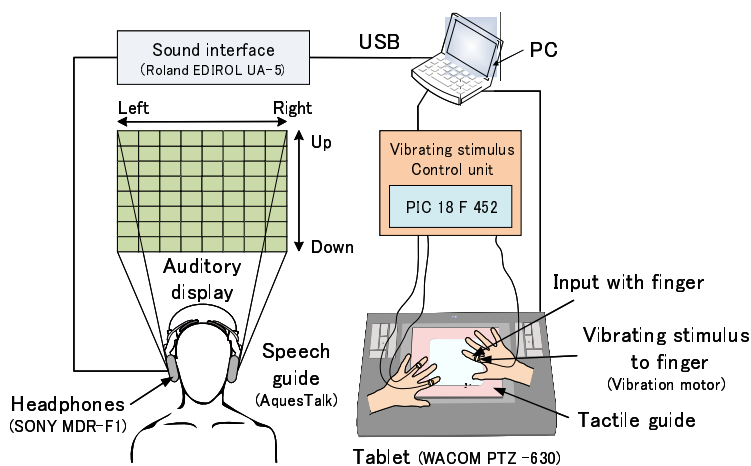 Sound interface
(Roland EDIROL UA-5)
USB
PC
Left
Right
Up
Down
Vibrating stimulus
Control unit
PIC 18 F 452
Auditory
display
Input with finger
Vibrating stimulus
to finger
(Vibration motor)
Speech
guide
(AquesTalk)
Headphones
(SONY MDR-F1)
Tactile guide
Tablet (WACOM PTZ -630)